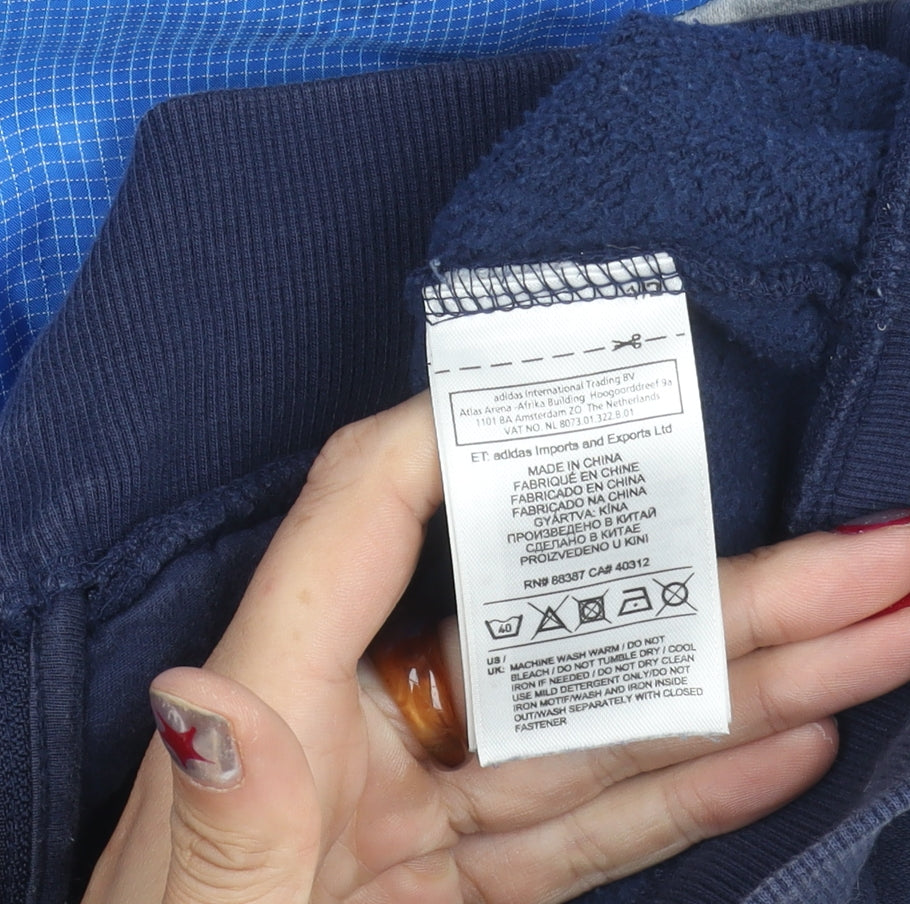 adidas International Trading BV
Atlas Arena -Afrika Building Hoogoorddreef 9a
1101 BA Amsterdam ZO The Netherlands
VAT NO. NL 8073.01.322.B.01
ET: adidas Imports and Exports Ltd
MADE IN CHINA
FABRIQUÉ EN CHINE
FABRICADO EN CHINA
FABRICADO NA CHINA
GYÁRTVA: KÍNA
ПРОИЗВЕДЕНО В КИТАЙ
СДЕЛАНО В КИТАЕ
PROIZVEDENO U KINI
RN# 88387 CA# 40312
40
US / UK: MACHINE WASH WARM / DO NOT
BLEACH / DO NOT TUMBLE DRY / COOL
IRON IF NEEDED / DO NOT DRY CLEAN
USE MILD DETERGENT ONLY/DO NOT
IRON MOTIF/WASH AND IRON INSIDE
OUT/WASH SEPARATELY WITH CLOSED
FASTENER